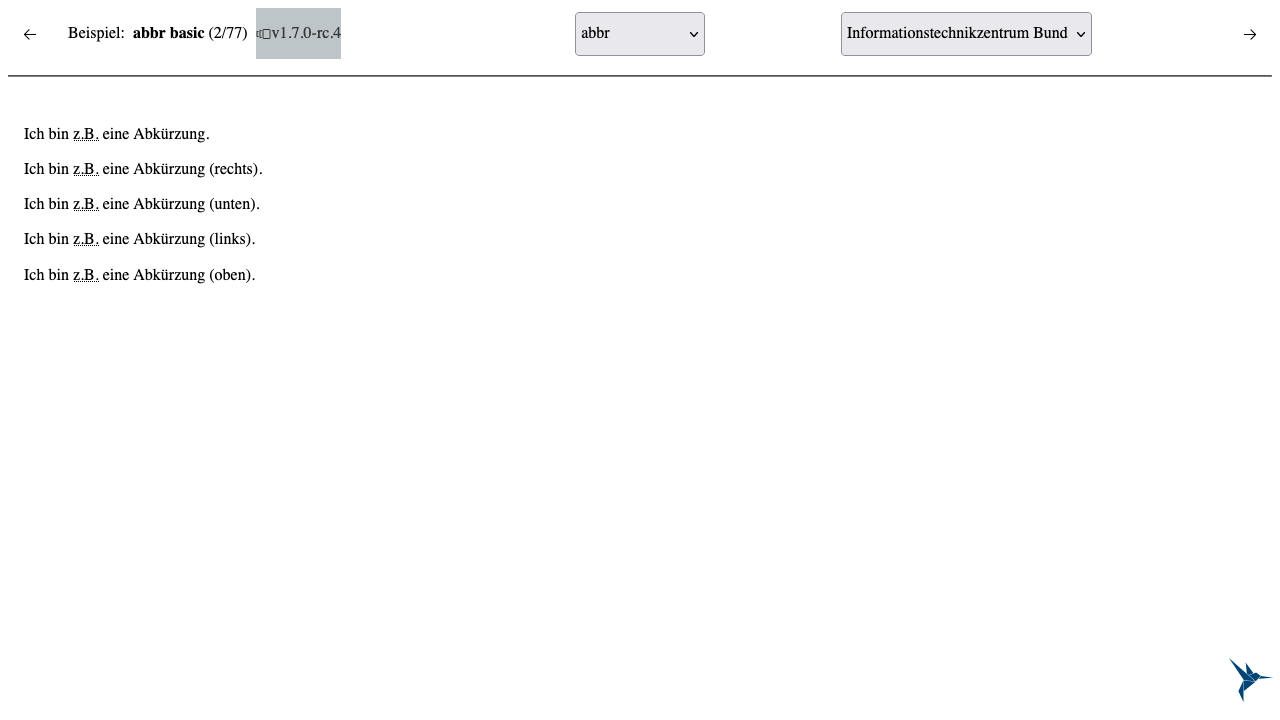 Beispiel: abbr basic (2/77) v1.7.0-rc.4 abbr Informationstechnikzentrum Bund
Ich bin z.B. eine Abkürzung.
Ich bin z.B. eine Abkürzung (rechts).
Ich bin z.B. eine Abkürzung (unten).
Ich bin z.B. eine Abkürzung (links).
Ich bin z.B. eine Abkürzung (oben).